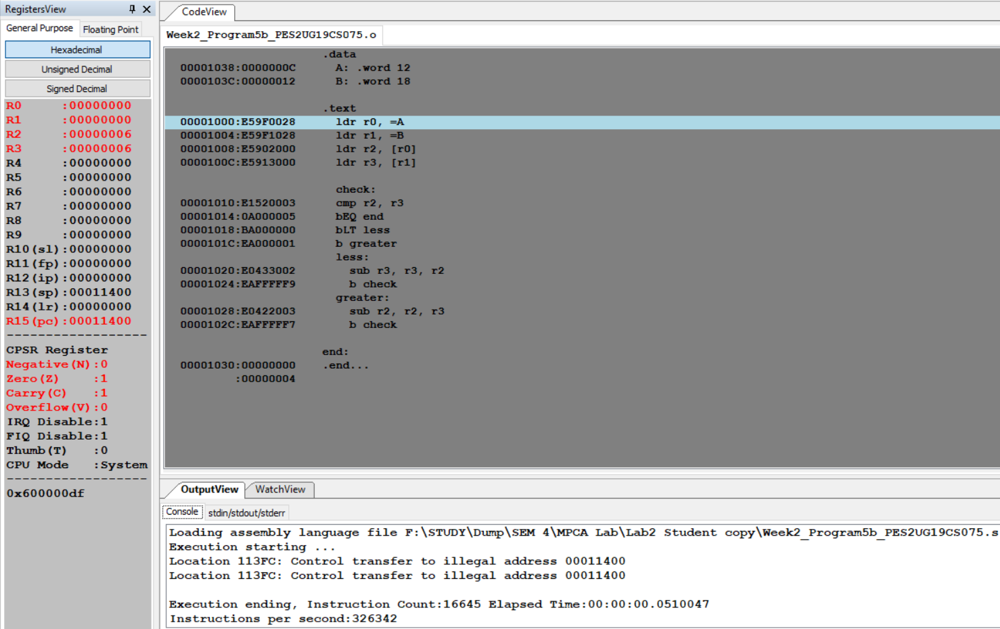 RegistersView
General Purpose
Floating Point
Hexadecimal
Unsigned Decimal
Signed Decimal
R0 :00000000
R1 :00000000
R2 :00000006
R3 :00000006
R4 :00000000
R5 :00000000
R6 :00000000
R7 :00000000
R8 :00000000
R9 :00000000
R10(sl):00000000
R11(fp):00000000
R12(ip):00000000
R13(sp):00011400
R14(lr):00000000
R15(pc):00011400
-------------------
CPSR Register
Negative(N):0
Zero(Z) :1
Carry(C) :1
Overflow(V):0
IRQ Disable:1
FIQ Disable:1
Thumb(T) :0
CPU Mode :System
-------------------
0x600000df
CodeView
Week2_Program5b_PES2UG19CS075.o
.data
00001038:0000000C A: .word 12
0000103C:00000012 B: .word 18
.text
00001000:E59F0028 ldr r0, =A
00001004:E59F1028 ldr r1, =B
00001008:E5902000 ldr r2, [r0]
0000100C:E5913000 ldr r3, [r1]
check:
00001010:E1520003 cmp r2, r3
00001014:0A000005 bEQ end
00001018:BA000000 bLT less
0000101C:EA000001 b greater
less:
00001020:E0433002 sub r3, r3, r2
00001024:EAFFFFF9 b check
greater:
00001028:E0422003 sub r2, r2, r3
0000102C:EAFFFFF7 b check
end:
00001030:00000000 .end...
:00000004
OutputView
WatchView
Console
stdin/stdout/stderr
Loading assembly language file F:\STUDY\Dump\SEM 4\MPCA Lab\Lab2 Student copy\Week2_Program5b_PES2UG19CS075.s
Execution starting ...
Location 113FC: Control transfer to illegal address 00011400
Location 113FC: Control transfer to illegal address 00011400
Execution ending, Instruction Count:16645 Elapsed Time:00:00:00.0510047
Instructions per second:326342